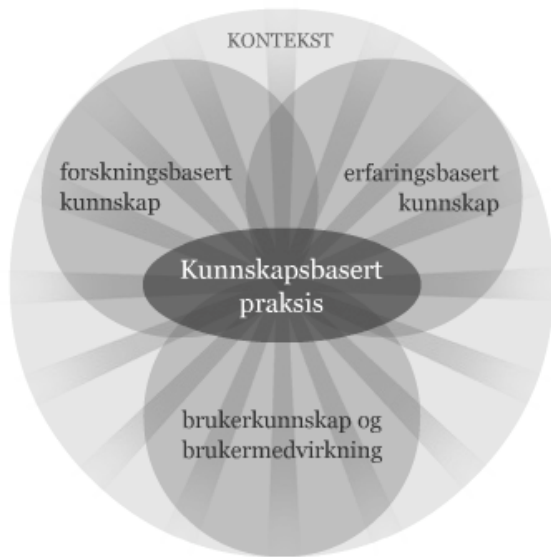 KONTEKST
forskningsbasert
kunnskap
erfaringsbasert
kunnskap
Kunnskapsbasert
praksis
brukerkunnskap og
brukermedvirkning